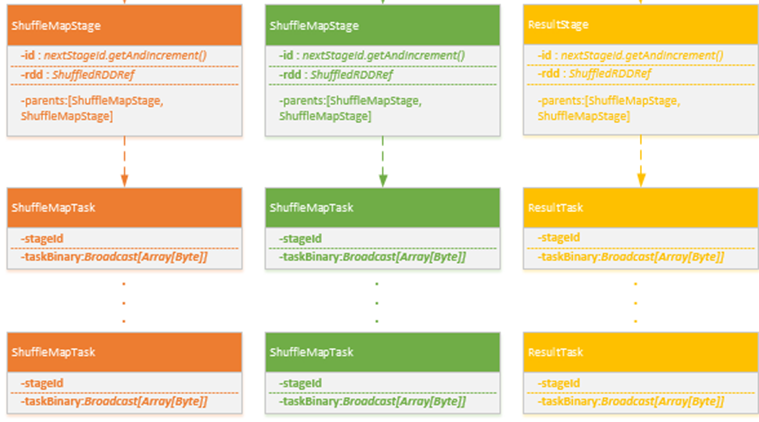 ShuffleMapStage
-id : nextStageId.getAndIncrement()
-rdd : ShuffledRDDRef
-parents:[ShuffleMapStage,
ShuffleMapStage]
ShuffleMapStage
-id : nextStageId.getAndIncrement()
-rdd : ShuffledRDDRef
-parents:[ShuffleMapStage,
ShuffleMapStage]
ResultStage
-id : nextStageId.getAndIncrement()
-rdd : ShuffledRDDRef
-parents:[ShuffleMapStage,
ShuffleMapStage]
ShuffleMapTask
-stageId
-taskBinary:Broadcast[Array[Byte]]
ShuffleMapTask
-stageId
-taskBinary:Broadcast[Array[Byte]]
ResultTask
-stageId
-taskBinary:Broadcast[Array[Byte]]
ShuffleMapTask
-stageId
-taskBinary:Broadcast[Array[Byte]]
ShuffleMapTask
-stageId
-taskBinary:Broadcast[Array[Byte]]
ResultTask
-stageId
-taskBinary:Broadcast[Array[Byte]]